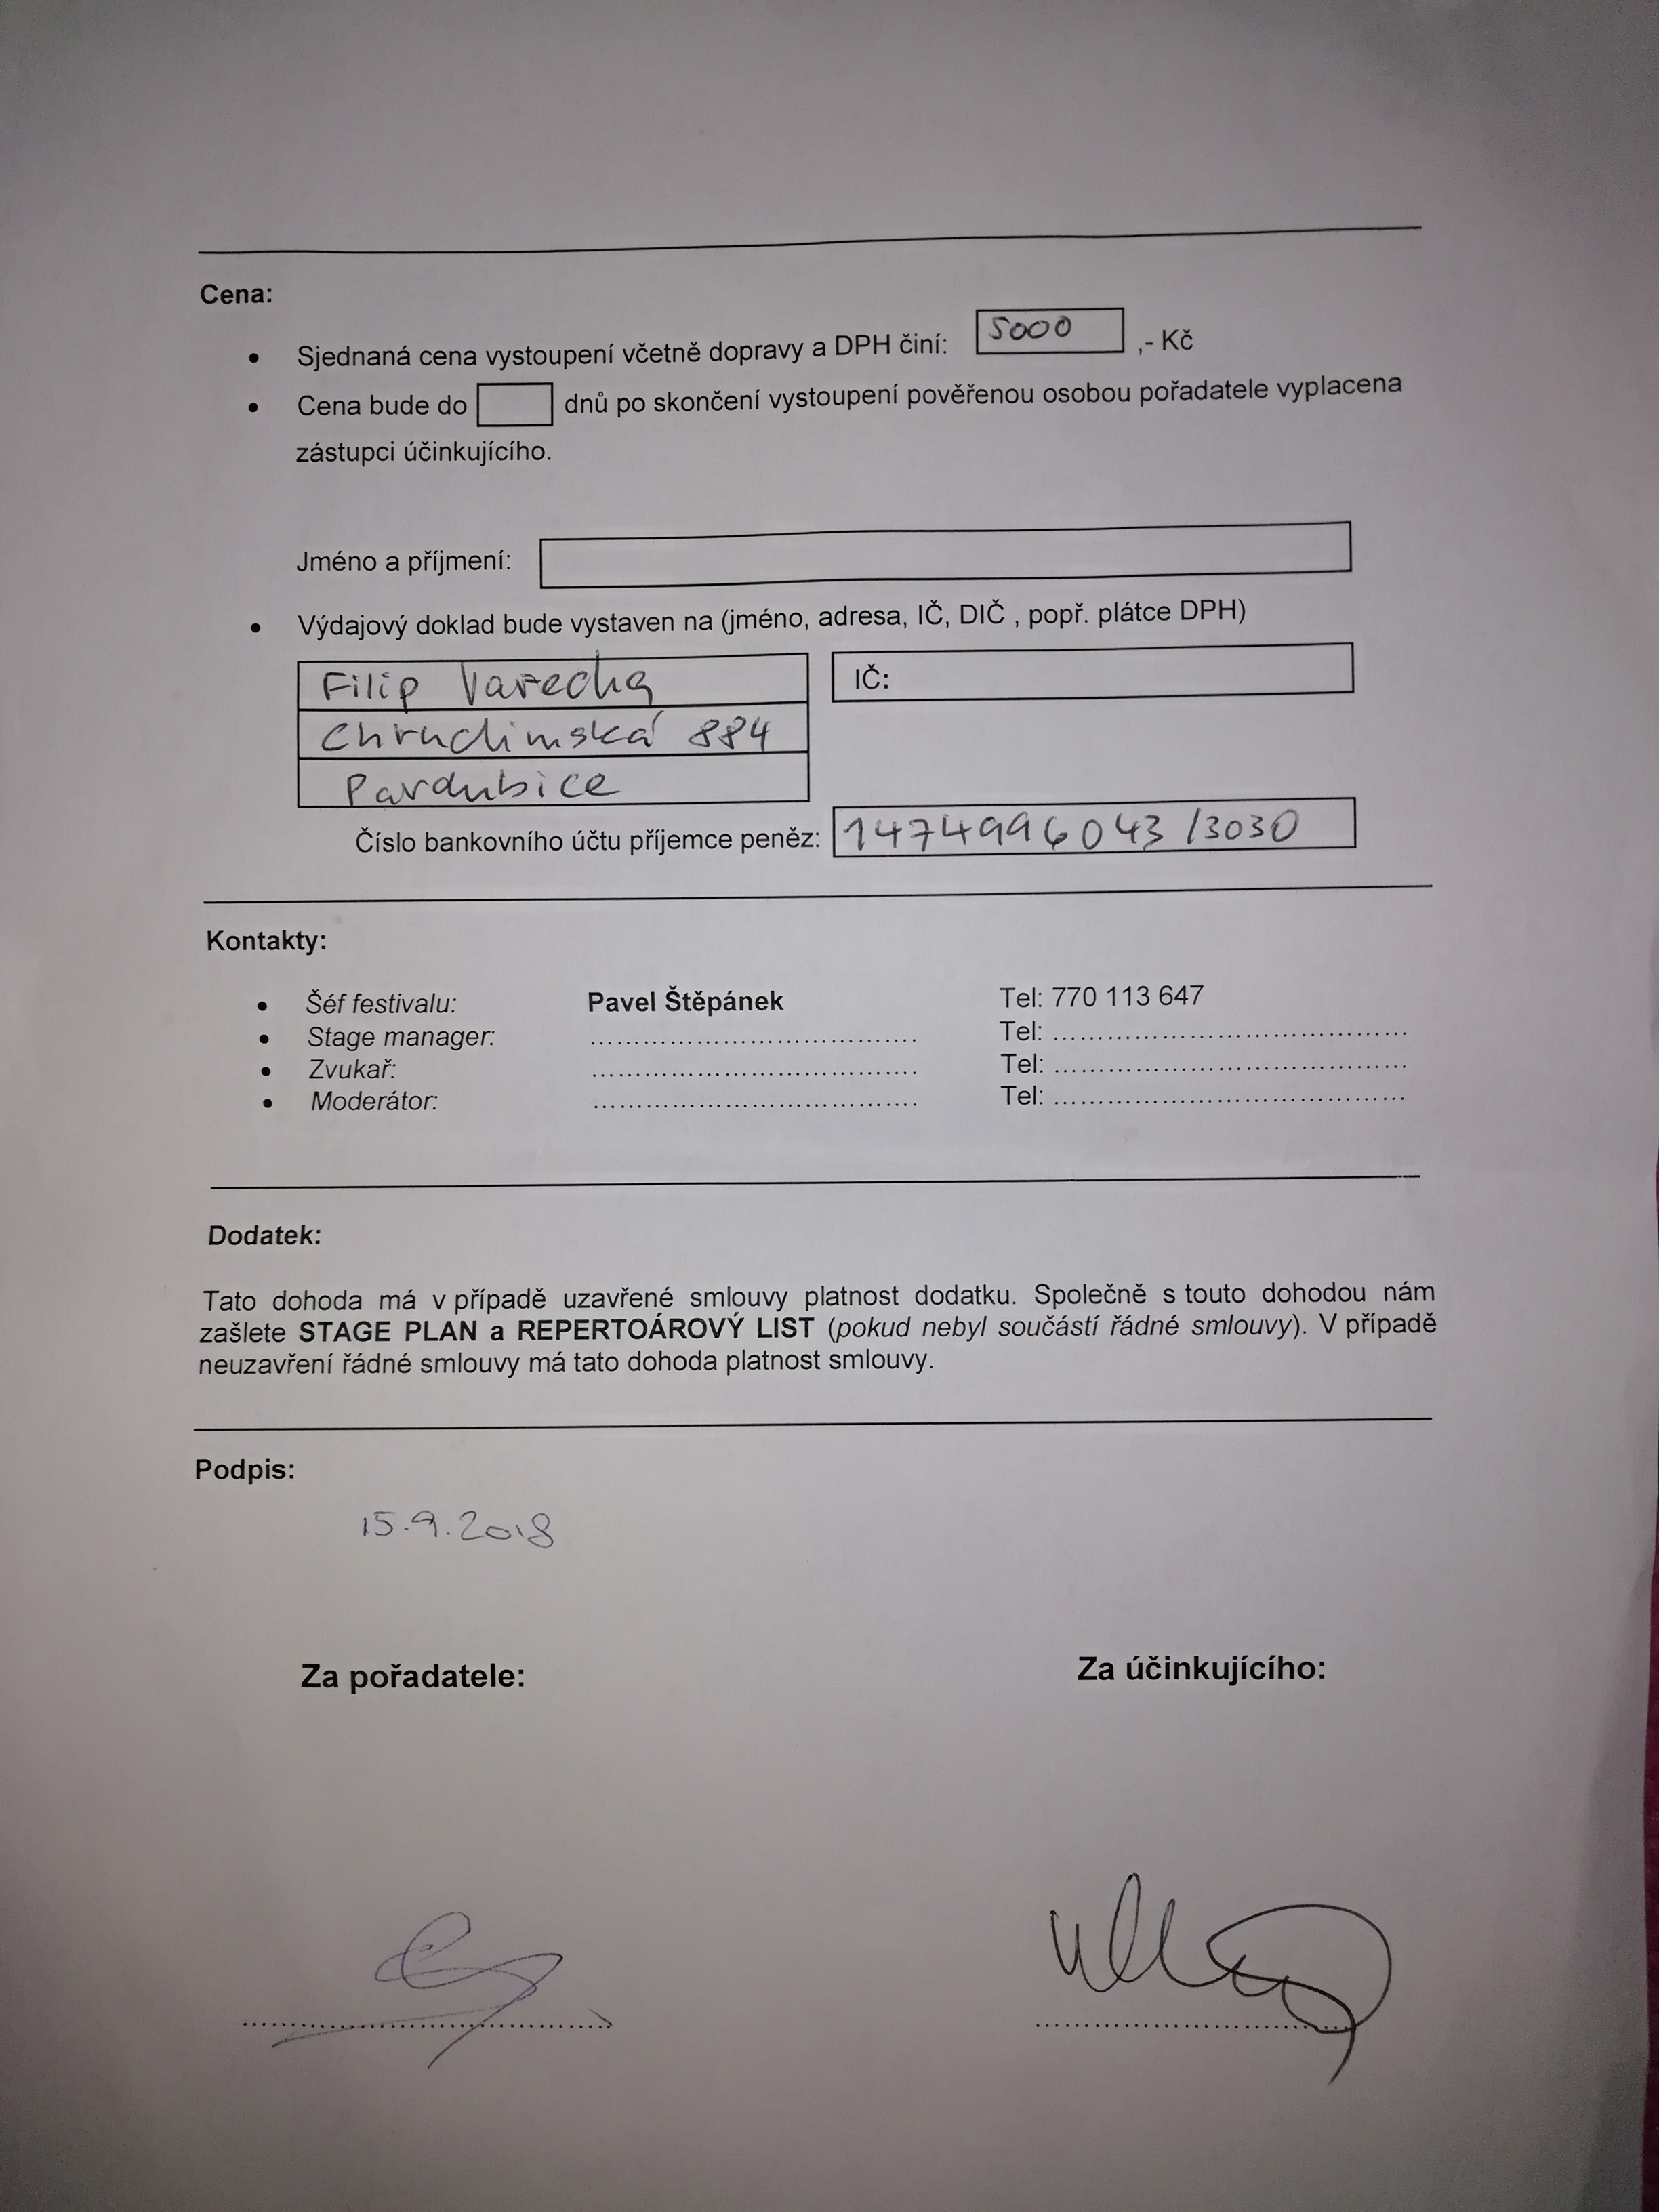 Cena:
• Sjednaná cena vystoupení včetně dopravy a DPH činí: 5000 ,- Kč
• Cena bude do dnů po skončení vystoupení pověřenou osobou pořadatele vyplacena
zástupci účinkujícího.
Jméno a příjmení:
• Výdajový doklad bude vystaven na (jméno, adresa, IČ, DIČ , popř. plátce DPH)
Filip Varecha IČ:
Chrudimská 884
Pardubice
Číslo bankovního účtu příjemce peněz: 14749996043 /3030
Kontakty:
• Šéf festivalu: Pavel Štěpánek Tel: 770 113 647
• Stage manager: ........................................ Tel: ........................................
• Zvukař: ........................................ Tel: ........................................
• Moderátor: ........................................ Tel: ........................................
Dodatek:
Tato dohoda má v případě uzavřené smlouvy platnost dodatku. Společně s touto dohodou nám
zašlete STAGE PLAN a REPERTOÁROVÝ LIST (pokud nebyl součástí řádné smlouvy). V případě
neuzavření řádné smlouvy má tato dohoda platnost smlouvy.
Podpis:
15.9.2018
Za pořadatele: Za účinkujícího: